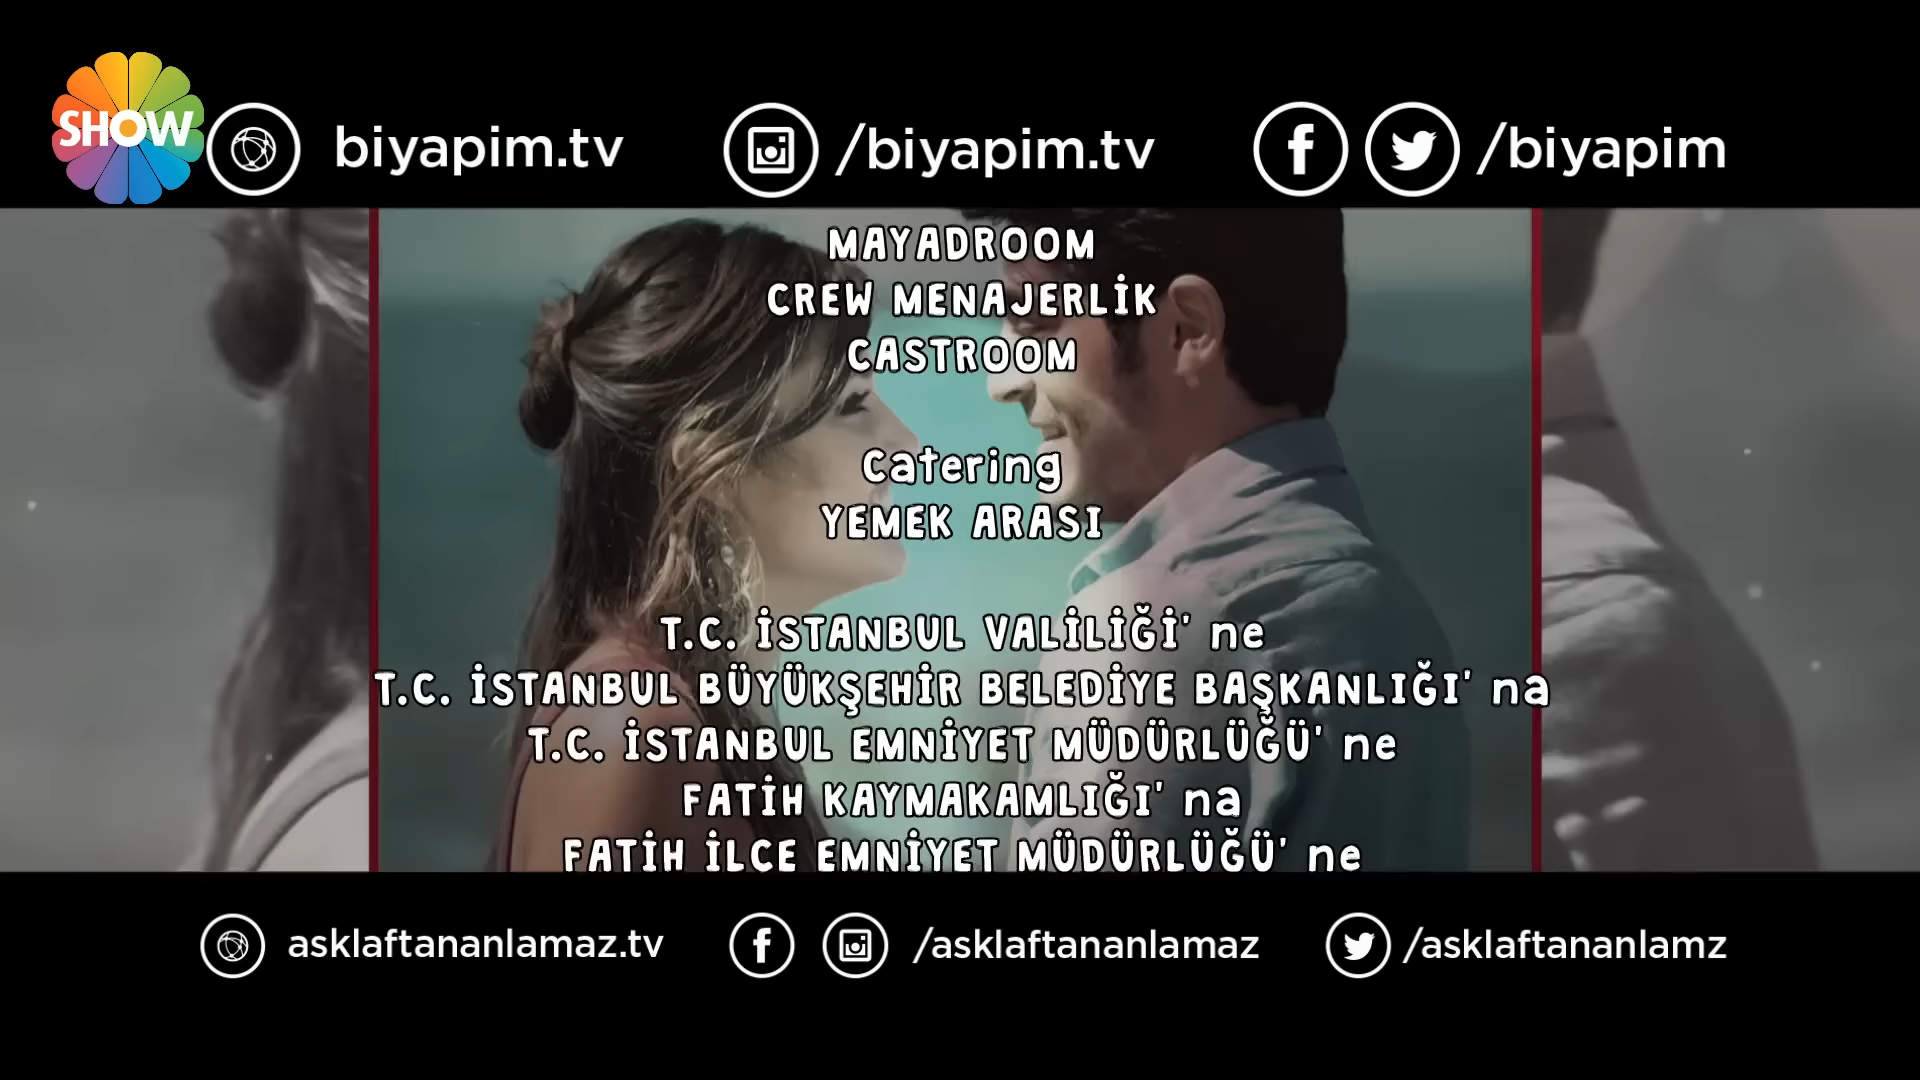 SHOW
biyapim.tv
/biyapim.tv
/biyapim
MAYADROOM
CREW MENAJERLİK
CASTROOM
Catering
YEMEK ARASI
T.C. İSTANBUL VALİLİĞİ' ne
T.C. İSTANBUL BÜYÜKŞEHİR BELEDİYE BAŞKANLIĞI' na
T.C. İSTANBUL EMNİYET MÜDÜRLÜĞÜ' ne
FATİH KAYMAKAMLIĞI' na
FATİH İLÇE EMNİYET MÜDÜRLÜĞÜ' ne
asklaftananlamaz.tv
/asklaftananlamaz
/asklaftananlamz